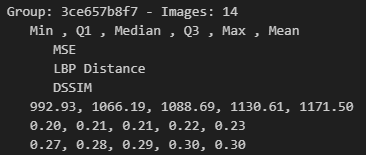 Group: 3ce657b8f7 - Images: 14
Min , Q1 , Median , Q3 , Max , Mean
MSE
LBP Distance
DSSIM
992.93, 1066.19, 1088.69, 1130.61, 1171.50
0.20, 0.21, 0.21, 0.22, 0.23
0.27, 0.28, 0.29, 0.30, 0.30